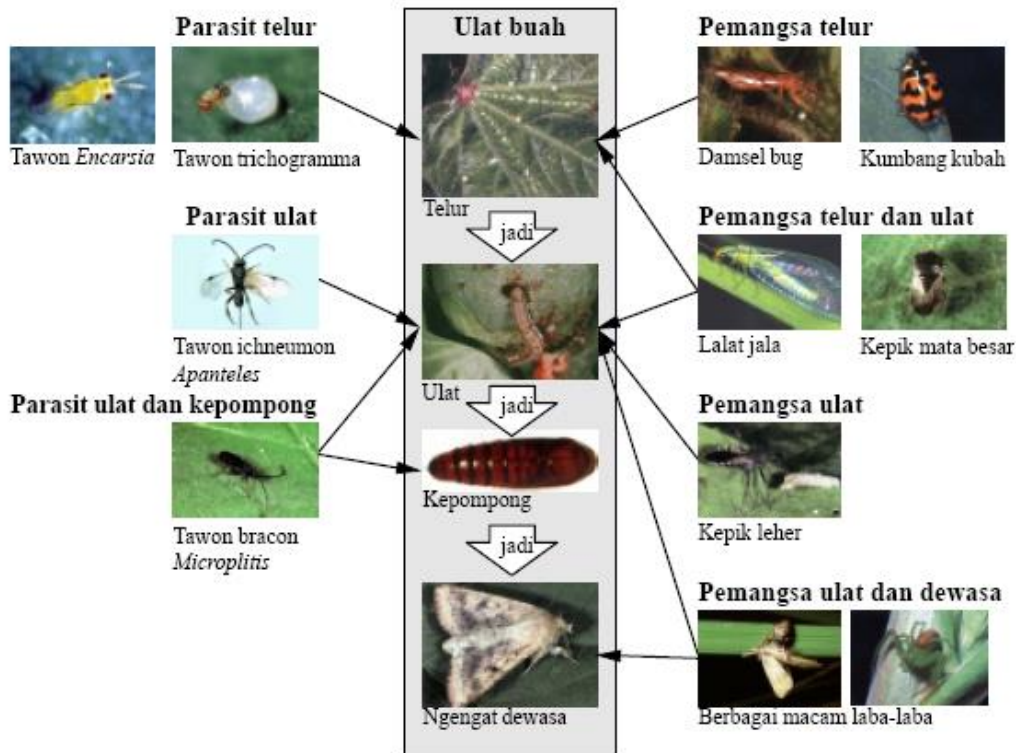 Parasit telur
Tawon Encarsia
Tawon trichogramma
Parasit ulat
Tawon ichneumon
Apanteles
Parasit ulat dan kepompong
Tawon bracon
Microplitis
Ulat buah
Telur
jadi
Ulat
jadi
Kepompong
jadi
Ngengat dewasa
Pemangsa telur
Damsel bug
Kumbang kubah
Pemangsa telur dan ulat
Lalat jala
Kepik mata besar
Pemangsa ulat
Kepik leher
Pemangsa ulat dan dewasa
Berbagai macam laba-laba